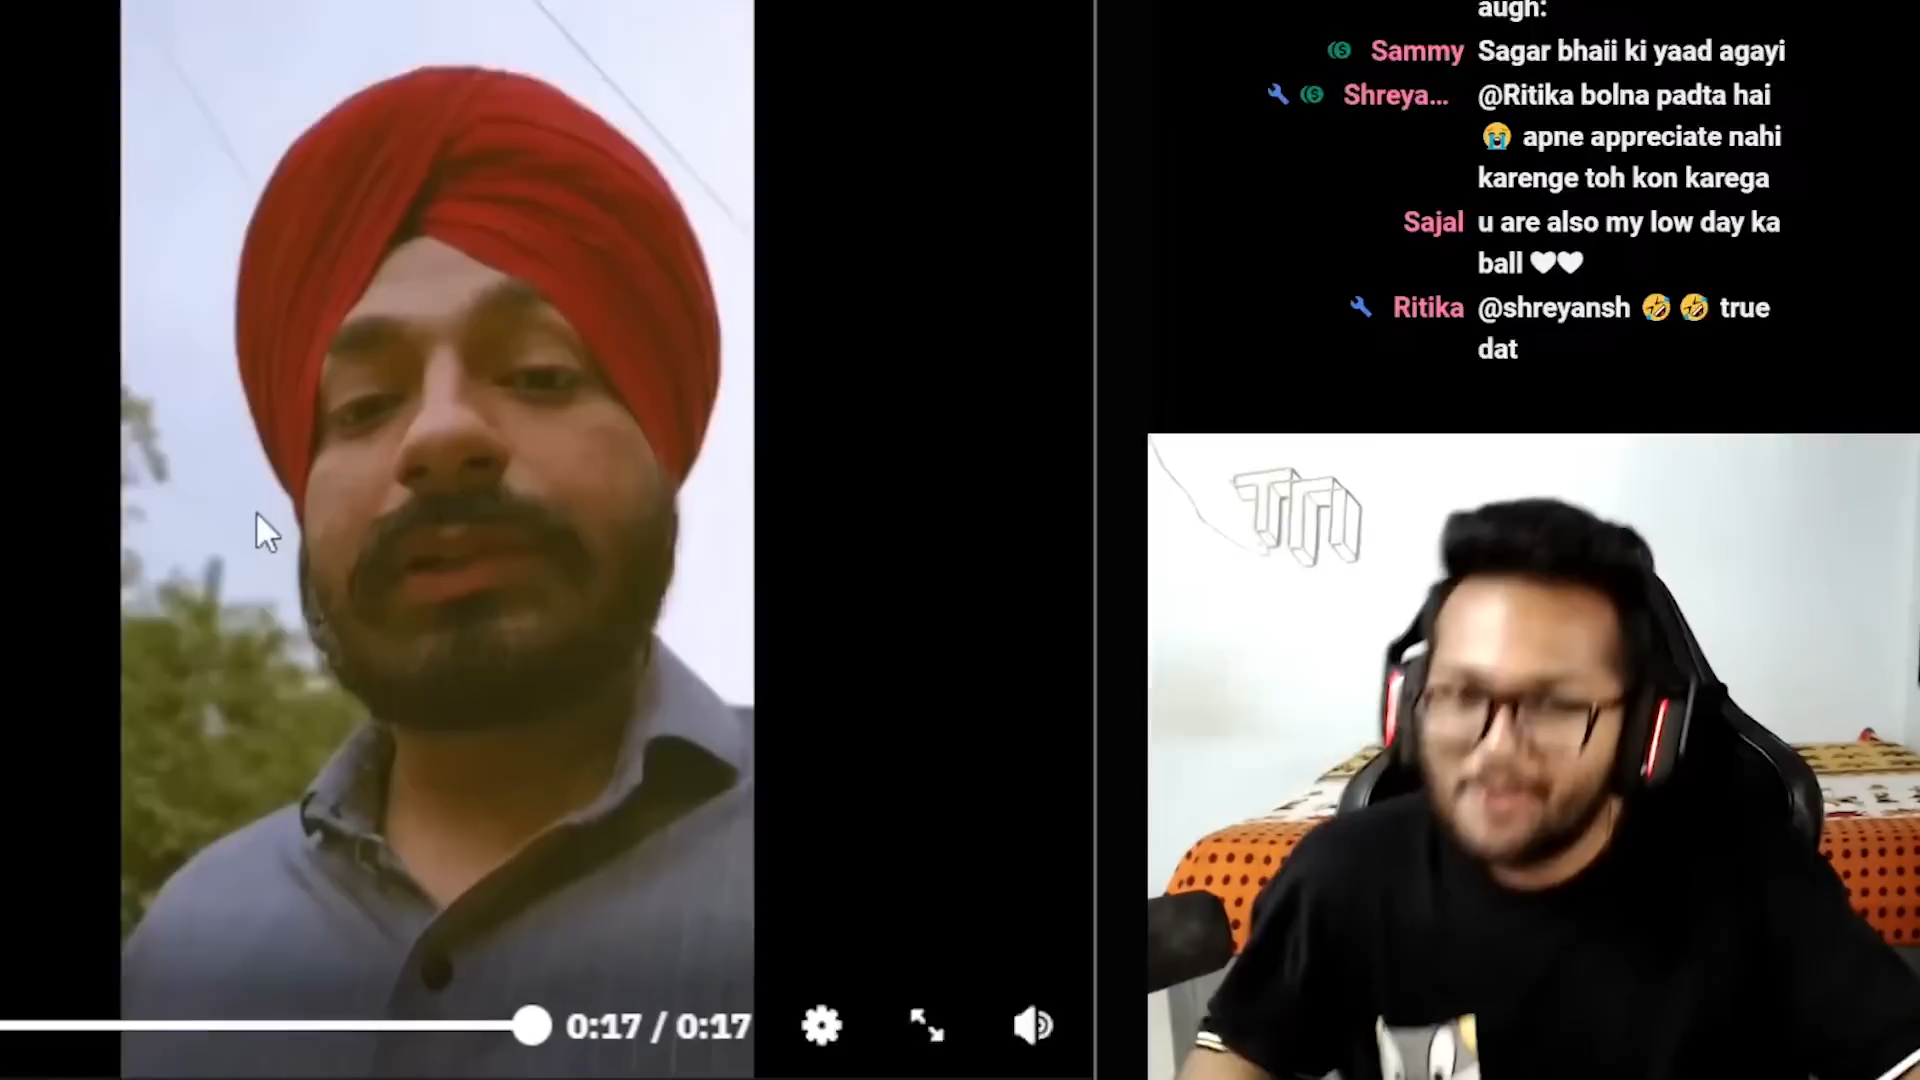 augh:
Sammy Sagar bhaii ki yaad agayi
Shreya... @Ritika bolna padta hai
😭 apne appreciate nahi
karenge toh kon karega
Sajal u are also my low day ka
ball 🤍🤍
Ritika @shreyansh 🤣 🤣 true
dat
0:17 / 0:17